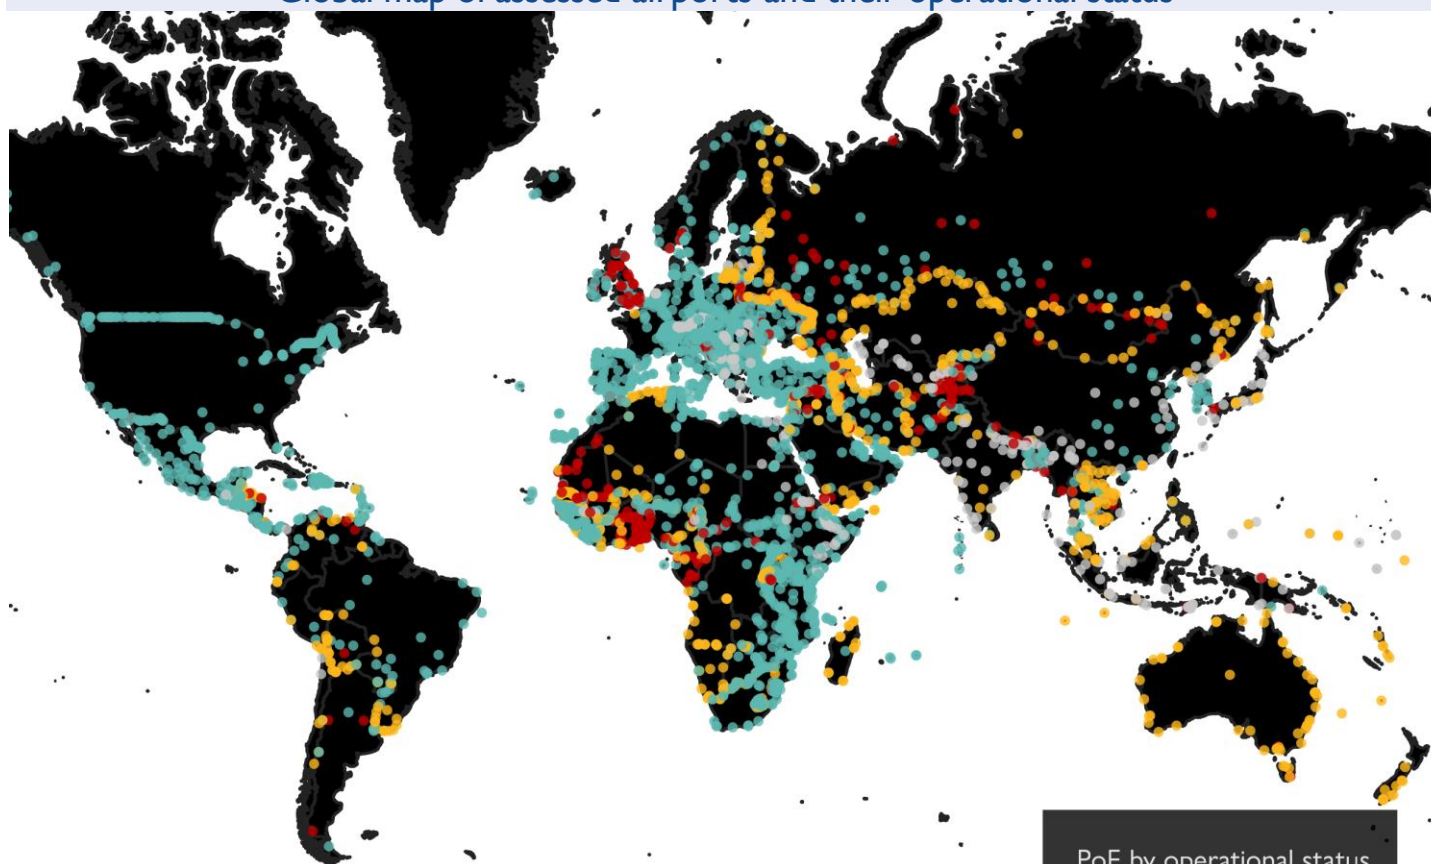 Global map of assessed airports and their operational status
PoE by operational status